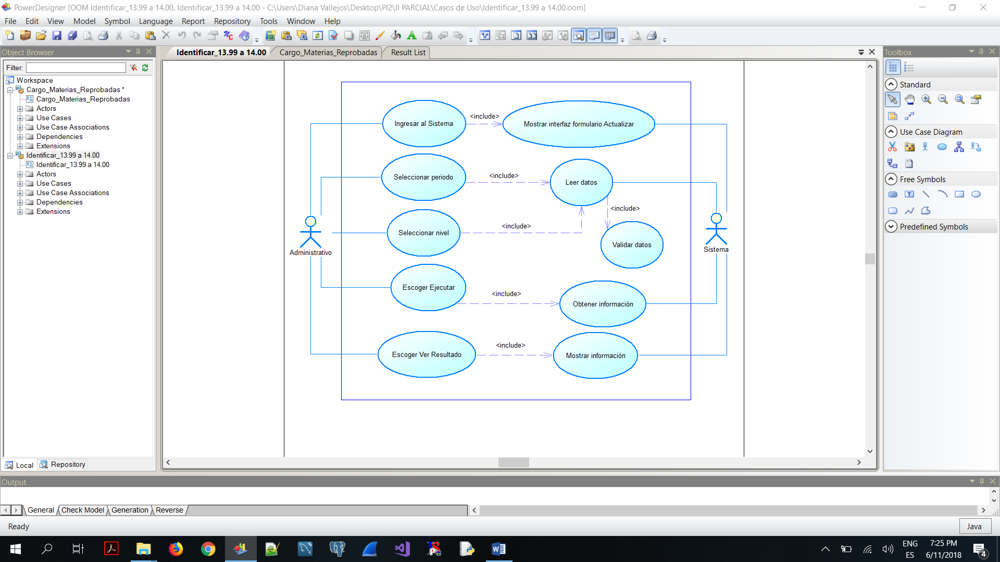 PowerDesigner [OOM Identificar_13.99 a 14.00, Identificar_13.99 a 14.00 - C:\Users\Diana Vallejos\Desktop\PI2\II PARCIAL\Casos de Uso\Identificar_13.99 a 14.00.oom]
File Edit View Model Symbol Language Report Repository Tools Window Help
Object Browser
Filter:
Workspace
Cargo_Materias_Reprobadas *
Cargo_Materias_Reprobadas
Actors
Use Cases
Use Case Associations
Dependencies
Extensions
Identificar_13.99 a 14.00
Identificar_13.99 a 14.00
Actors
Use Cases
Use Case Associations
Dependencies
Extensions
Local Repository
Identificar_13.99 a 14.00 Cargo_Materias_Reprobadas Result List
Ingresar al Sistema
<include>
Mostrar interfaz formulario Actualizar
Seleccionar periodo
<include>
Leer datos
<include>
Seleccionar nivel
<include>
Validar datos
Administrativo
Sistema
Escoger Ejecutar
<include>
Obtener informaciòn
Escoger Ver Resultado
<include>
Mostrar informaciòn
Toolbox
Standard
Use Case Diagram
Free Symbols
Predefined Symbols
Output
General Check Model Generation Reverse
Ready
Java
ENG
ES
7:25 PM
6/11/2018
4